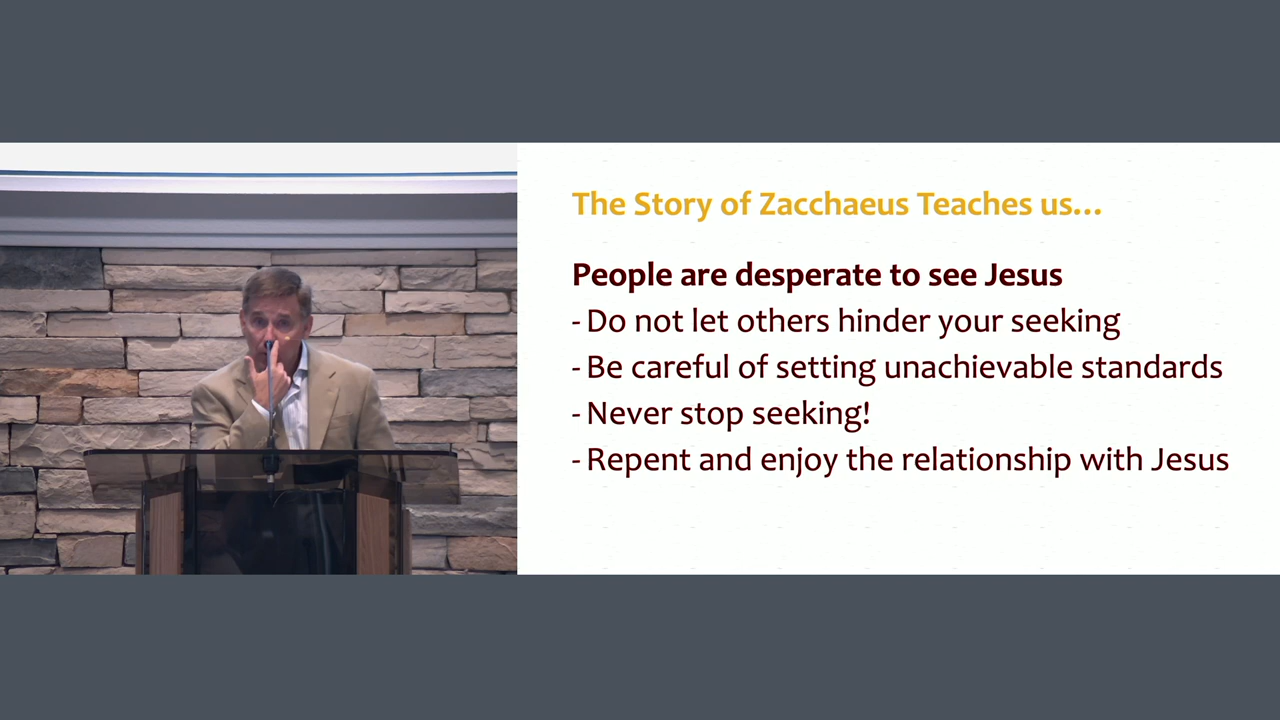 The Story of Zacchaeus Teaches us...
People are desperate to see Jesus
- Do not let others hinder your seeking
- Be careful of setting unachievable standards
- Never stop seeking!
- Repent and enjoy the relationship with Jesus